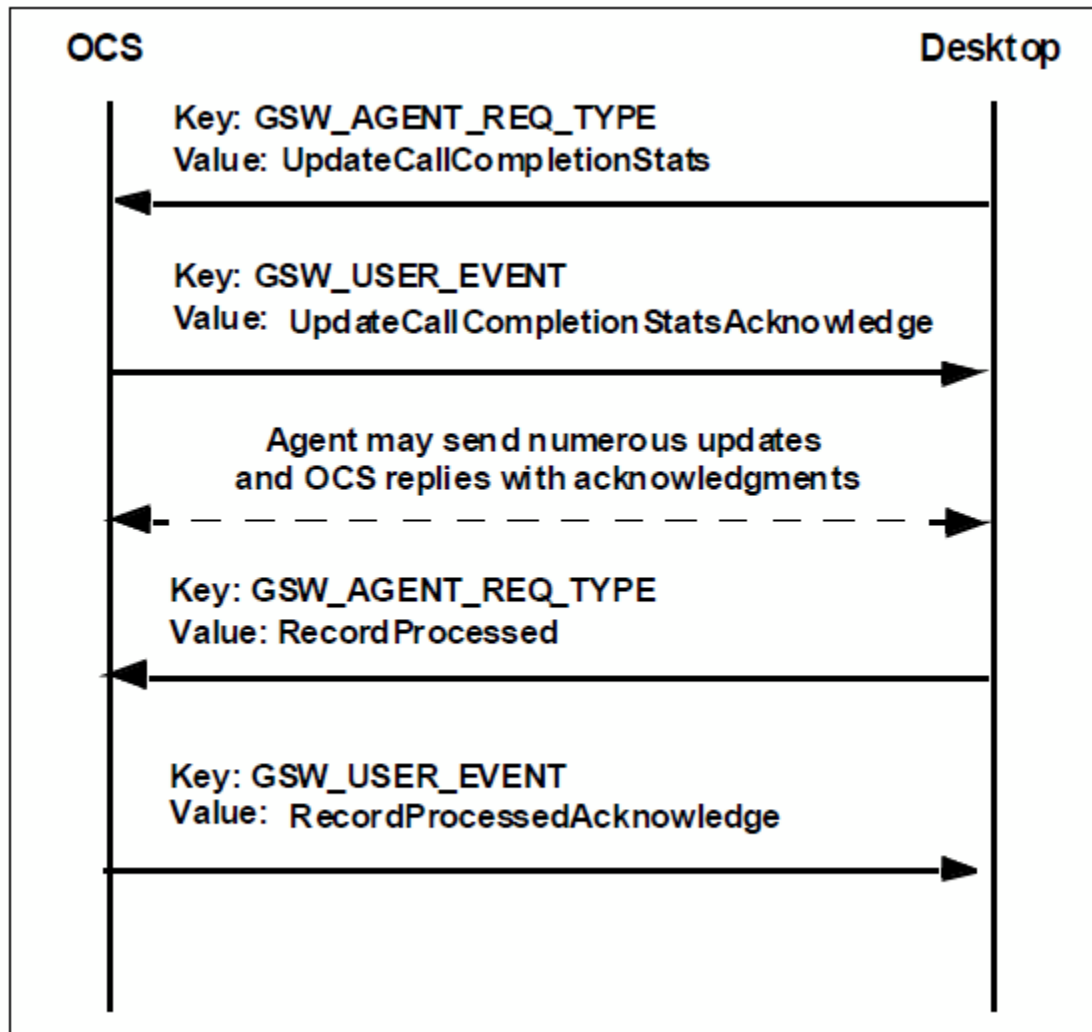 OCS
Desktop
Key: GSW_AGENT_REQ_TYPE
Value: UpdateCallCompletionStats
Key: GSW_USER_EVENT
Value: UpdateCallCompletionStatsAcknowledge
Agent may send numerous updates
and OCS replies with acknowledgments
Key: GSW_AGENT_REQ_TYPE
Value: RecordProcessed
Key: GSW_USER_EVENT
Value: RecordProcessedAcknowledge